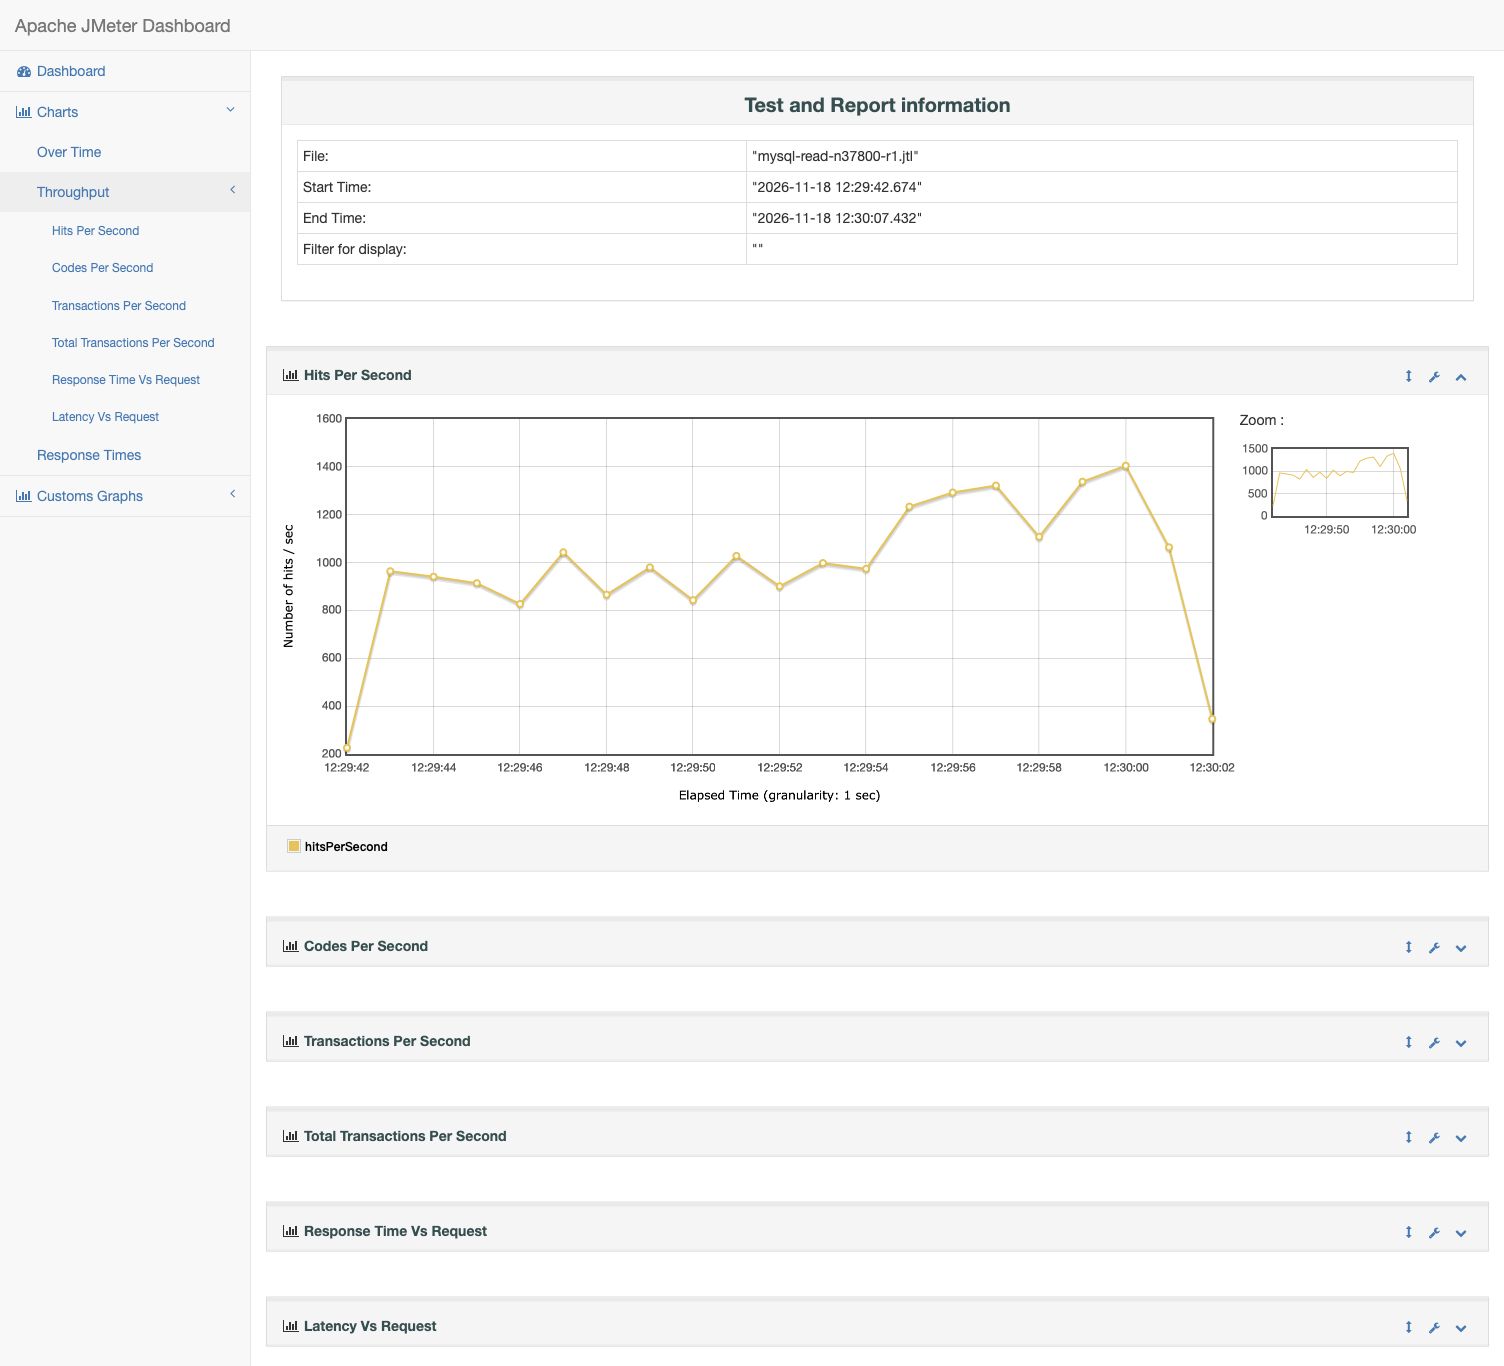 Apache JMeter Dashboard
Dashboard
Charts
Over Time
Throughput
Hits Per Second
Codes Per Second
Transactions Per Second
Total Transactions Per Second
Response Time Vs Request
Latency Vs Request
Response Times
Customs Graphs
Test and Report information
File: "mysql-read-n37800-r1.jtl"
Start Time: "2026-11-18 12:29:42.674"
End Time: "2026-11-18 12:30:07.432"
Filter for display: ""
Hits Per Second
1600
1400
1200
1000
800
600
400
200
Number of hits / sec
12:29:42 12:29:44 12:29:46 12:29:48 12:29:50 12:29:52 12:29:54 12:29:56 12:29:58 12:30:00 12:30:02
Elapsed Time (granularity: 1 sec)
Zoom :
1500
1000
500
0
12:29:50 12:30:00
hitsPerSecond
Codes Per Second
Transactions Per Second
Total Transactions Per Second
Response Time Vs Request
Latency Vs Request